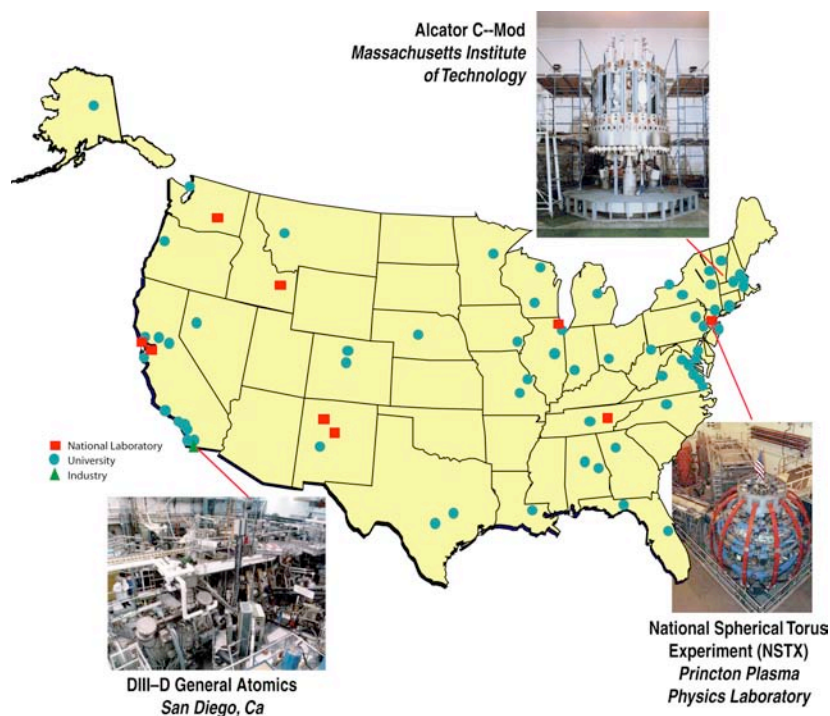 Alcator C--Mod
Massachusetts Institute
of Technology
National Laboratory
University
Industry
DIII–D General Atomics
San Diego, Ca
National Spherical Torus
Experiment (NSTX)
Princton Plasma
Physics Laboratory